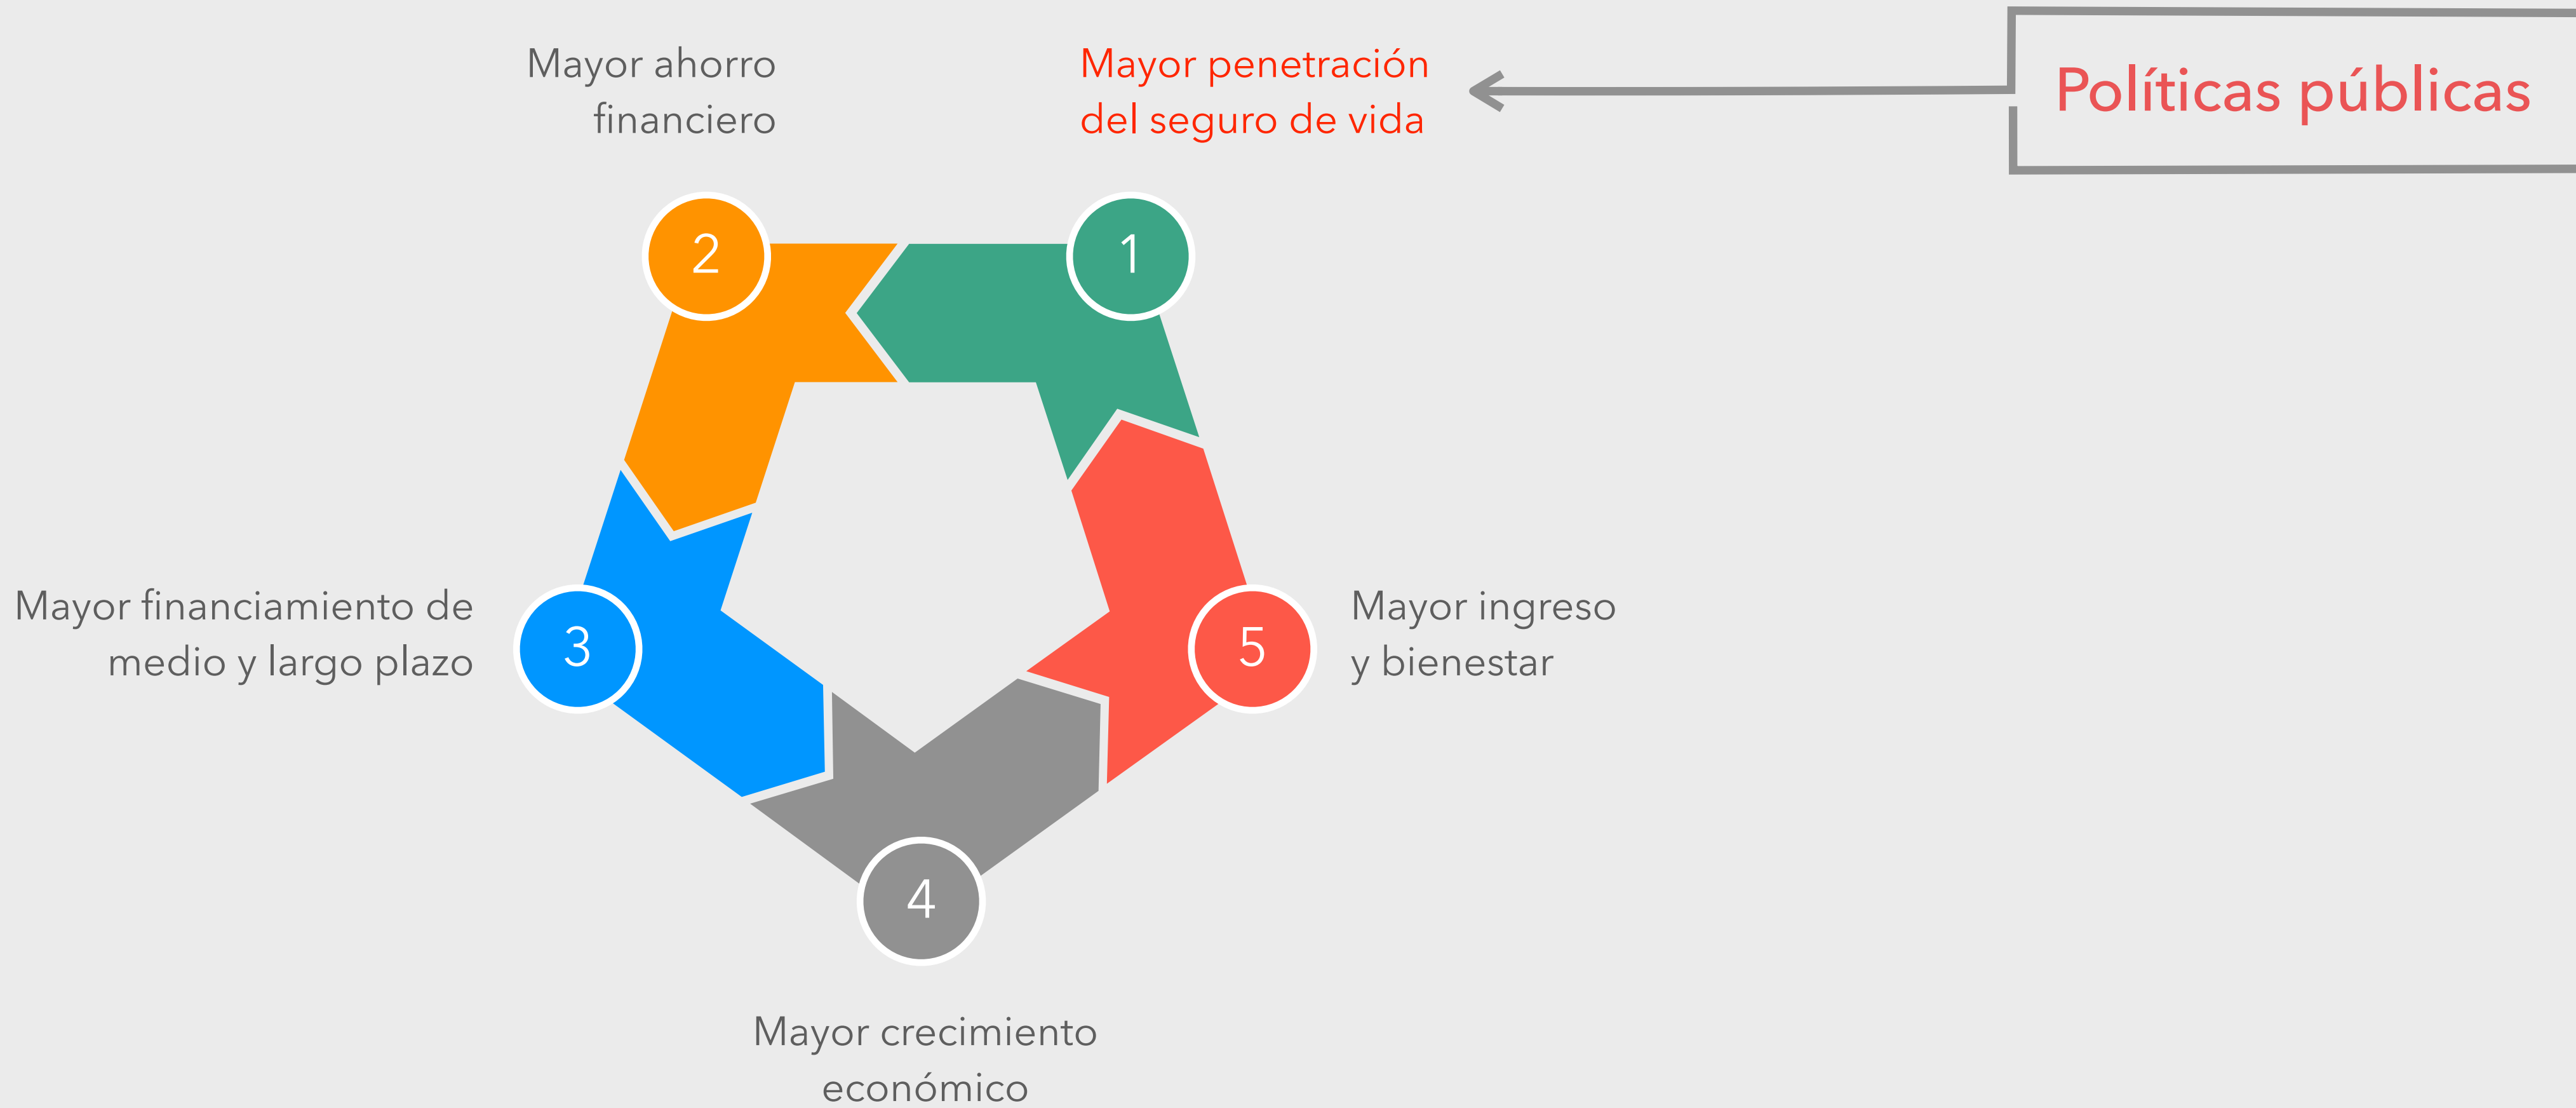 Mayor ahorro
financiero
Mayor penetración
del seguro de vida
Políticas públicas
2
1
Mayor financiamiento de
medio y largo plazo
3
5
Mayor ingreso
y bienestar
4
Mayor crecimiento
económico